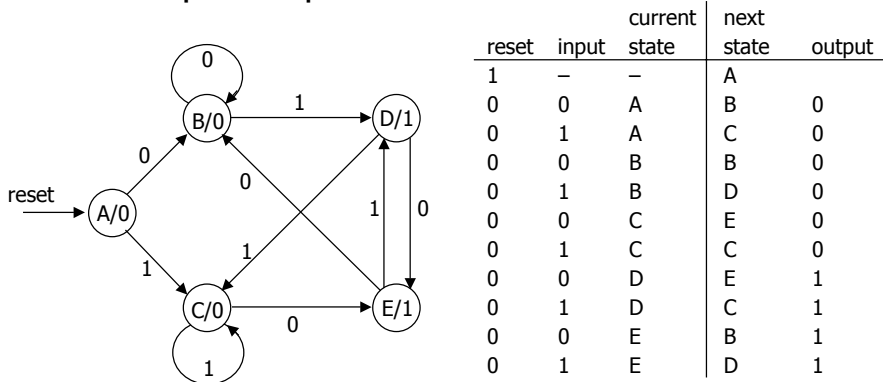 0
B/0
1
D/1
0
0
reset
A/0
1
0
1
1
C/0
0
E/1
1
current next
reset input state state output
1 – – A
0 0 A B 0
0 1 A C 0
0 0 B B 0
0 1 B D 0
0 0 C E 0
0 1 C C 0
0 0 D E 1
0 1 D C 1
0 0 E B 1
0 1 E D 1